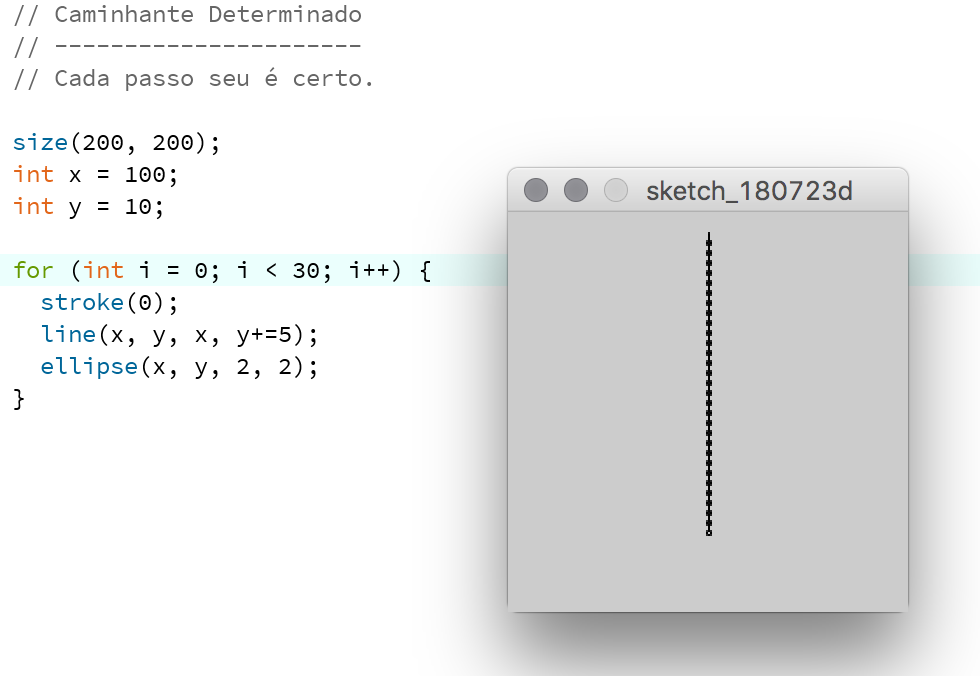 // Caminhante Determinado
// ----------------------
// Cada passo seu é certo.
size(200, 200);
int x = 100;
int y = 10;
for (int i = 0; i < 30; i++) {
  stroke(0);
  line(x, y, x, y+=5);
  ellipse(x, y, 2, 2);
}
sketch_180723d